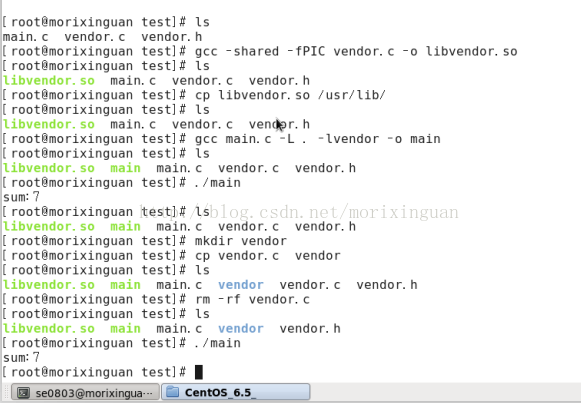 [root@morixinguan test]# ls
main.c  vendor.c  vendor.h
[root@morixinguan test]# gcc -shared -fPIC vendor.c -o libvendor.so
[root@morixinguan test]# ls
libvendor.so  main.c  vendor.c  vendor.h
[root@morixinguan test]# cp libvendor.so /usr/lib/
[root@morixinguan test]# ls
libvendor.so  main.c  vendor.c  vendor.h
[root@morixinguan test]# gcc main.c -L . -lvendor -o main
[root@morixinguan test]# ls
libvendor.so  main  main.c  vendor.c  vendor.h
[root@morixinguan test]# ./main
sum:7
http://blog.csdn.net/morixinguan
[root@morixinguan test]# ls
libvendor.so  main  main.c  vendor.c  vendor.h
[root@morixinguan test]# mkdir vendor
[root@morixinguan test]# cp vendor.c vendor
[root@morixinguan test]# ls
libvendor.so  main  main.c  vendor  vendor.c  vendor.h
[root@morixinguan test]# rm -rf vendor.c
[root@morixinguan test]# ls
libvendor.so  main  main.c  vendor  vendor.h
[root@morixinguan test]# ./main
sum:7
[root@morixinguan test]#
se0803@morixingua···  CentOS_6.5_